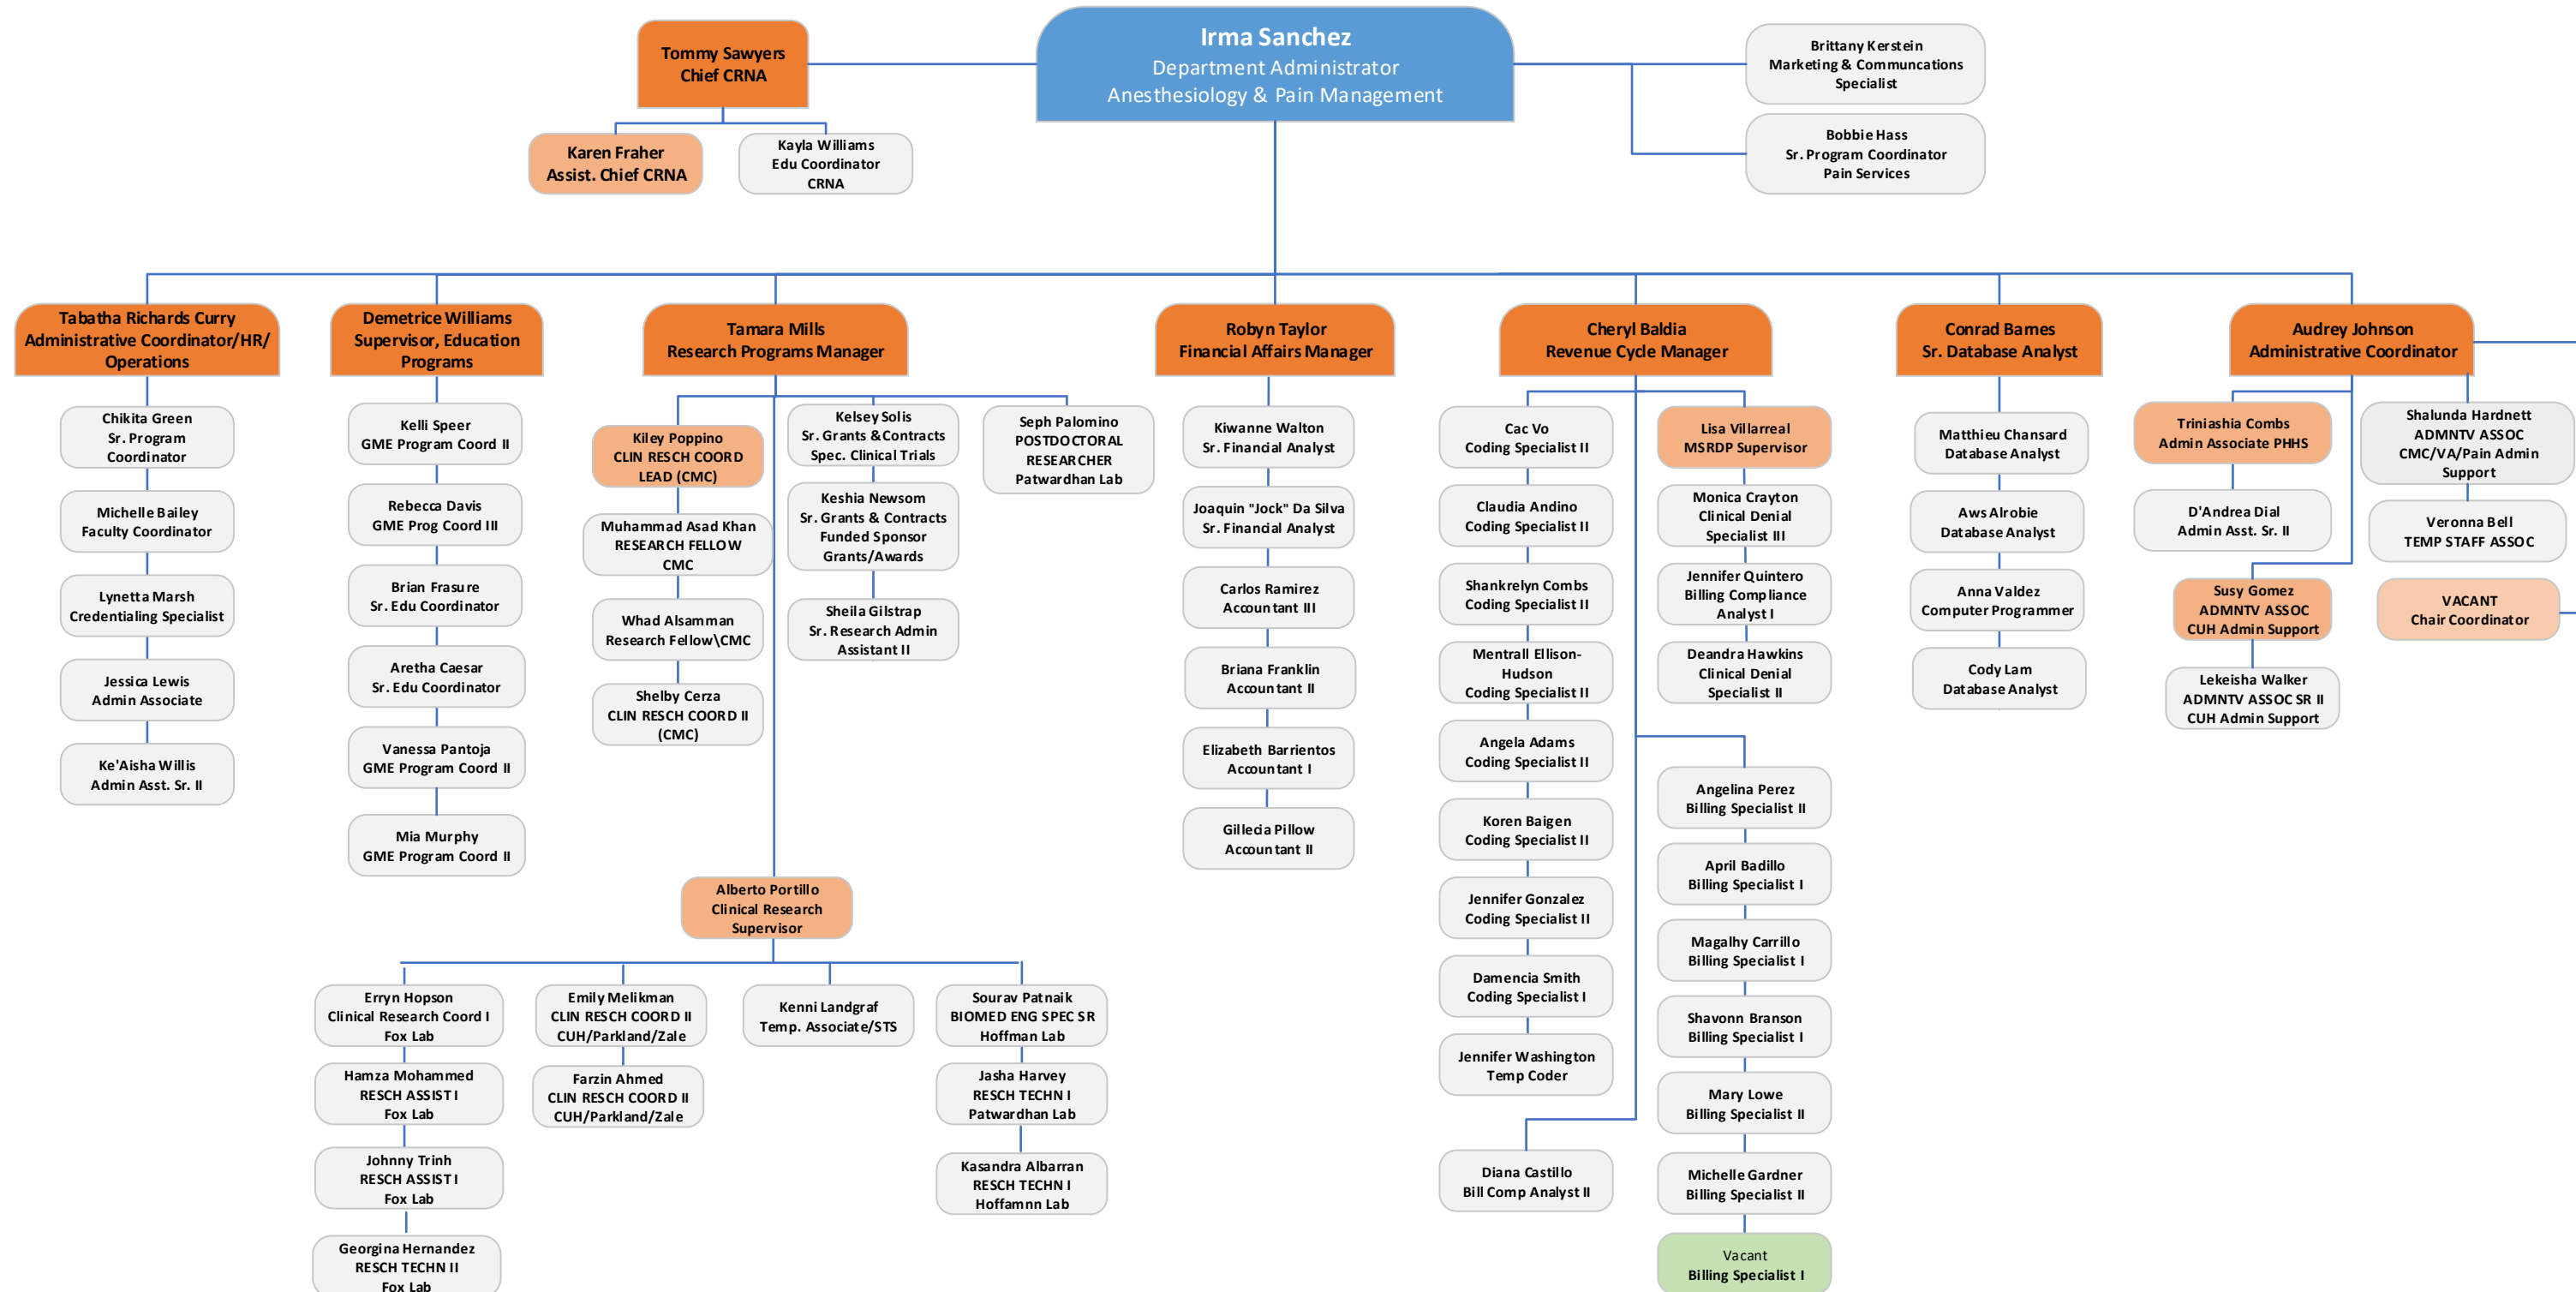 Irma Sanchez
Department Administrator
Anesthesiology & Pain Management
Tommy Sawyers
Chief CRNA
Karen Fraher
Assist. Chief CRNA
Kayla Williams
Edu Coordinator
CRNA
Brittany Kerstein
Marketing & Communcations
Specialist
Bobbie Hass
Sr. Program Coordinator
Pain Services
Tabatha Richards Curry
Administrative Coordinator/HR/
Operations
Chikita Green
Sr. Program
Coordinator
Michelle Bailey
Faculty Coordinator
Lynetta Marsh
Credentialing Specialist
Jessica Lewis
Admin Associate
Ke'Aisha Willis
Admin Asst. Sr. II
Demetrice Williams
Supervisor, Education
Programs
Kelli Speer
GME Program Coord II
Rebecca Davis
GME Prog Coord III
Brian Frasure
Sr. Edu Coordinator
Aretha Caesar
Sr. Edu Coordinator
Vanessa Pantoja
GME Program Coord II
Mia Murphy
GME Program Coord II
Tamara Mills
Research Programs Manager
Kiley Poppino
CLIN RESCH COORD
LEAD (CMC)
Muhammad Asad Khan
RESEARCH FELLOW
CMC
Whad Alsamman
Research Fellow\CMC
Shelby Cerza
CLIN RESCH COORD II
(CMC)
Kelsey Solis
Sr. Grants &Contracts
Spec. Clinical Trials
Keshia Newsom
Sr. Grants & Contracts
Funded Sponsor
Grants/Awards
Sheila Gilstrap
Sr. Research Admin
Assistant II
Seph Palomino
POSTDOCTORAL
RESEARCHER
Patwardhan Lab
Alberto Portillo
Clinical Research
Supervisor
Erryn Hopson
Clinical Research Coord I
Fox Lab
Hamza Mohammed
RESCH ASSIST I
Fox Lab
Johnny Trinh
RESCH ASSIST I
Fox Lab
Georgina Hernandez
RESCH TECHN II
Fox Lab
Emily Melikman
CLIN RESCH COORD II
CUH/Parkland/Zale
Farzin Ahmed
CLIN RESCH COORD II
CUH/Parkland/Zale
Kenni Landgraf
Temp. Associate/STS
Sourav Patnaik
BIOMED ENG SPEC SR
Hoffman Lab
Jasha Harvey
RESCH TECHN I
Patwardhan Lab
Kasandra Albarran
RESCH TECHN I
Hoffamnn Lab
Robyn Taylor
Financial Affairs Manager
Kiwanne Walton
Sr. Financial Analyst
Joaquin "Jock" Da Silva
Sr. Financial Analyst
Carlos Ramirez
Accountant III
Briana Franklin
Accountant II
Elizabeth Barrientos
Accountant I
Gillecia Pillow
Accountant II
Cheryl Baldia
Revenue Cycle Manager
Cac Vo
Coding Specialist II
Claudia Andino
Coding Specialist II
Shankrelyn Combs
Coding Specialist II
Mentrall Ellison-
Hudson
Coding Specialist II
Angela Adams
Coding Specialist II
Koren Baigen
Coding Specialist II
Jennifer Gonzalez
Coding Specialist II
Damencia Smith
Coding Specialist I
Jennifer Washington
Temp Coder
Diana Castillo
Bill Comp Analyst II
Lisa Villarreal
MSRDP Supervisor
Monica Crayton
Clinical Denial
Specialist III
Jennifer Quintero
Billing Compliance
Analyst I
Deandra Hawkins
Clinical Denial
Specialist II
Angelina Perez
Billing Specialist II
April Badillo
Billing Specialist I
Magalhy Carrillo
Billing Specialist I
Shavonn Branson
Billing Specialist I
Mary Lowe
Billing Specialist II
Michelle Gardner
Billing Specialist II
Vacant
Billing Specialist I
Conrad Barnes
Sr. Database Analyst
Matthieu Chansard
Database Analyst
Aws Alrobie
Database Analyst
Anna Valdez
Computer Programmer
Cody Lam
Database Analyst
Audrey Johnson
Administrative Coordinator
Triniashia Combs
Admin Associate PHHS
D'Andrea Dial
Admin Asst. Sr. II
Susy Gomez
ADMNTV ASSOC
CUH Admin Support
Lekeisha Walker
ADMNTV ASSOC SR II
CUH Admin Support
Shalunda Hardnett
ADMNTV ASSOC
CMC/VA/Pain Admin
Support
Veronna Bell
TEMP STAFF ASSOC
VACANT
Chair Coordinator